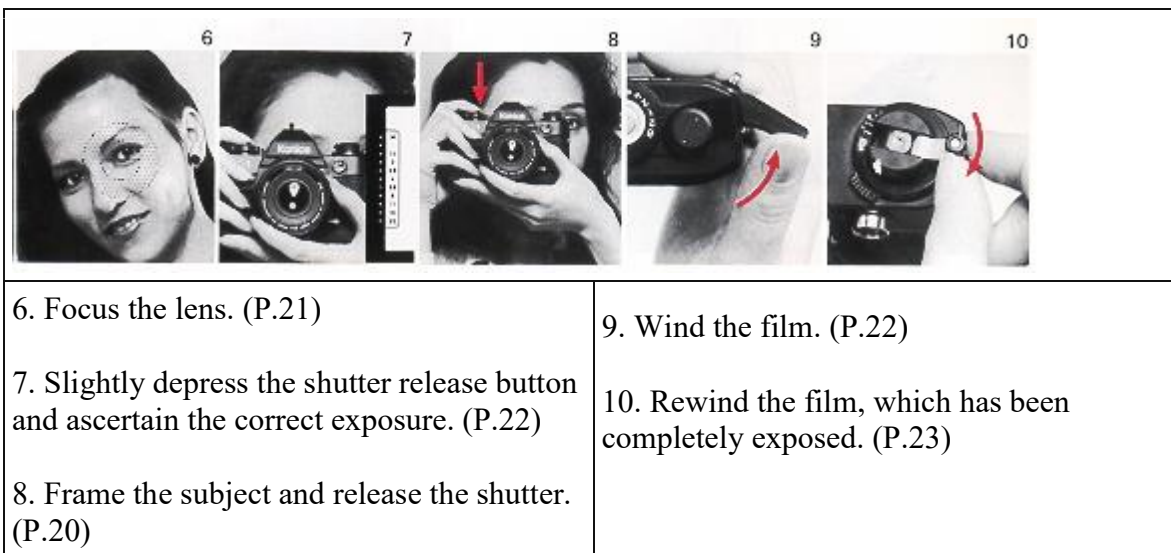 6 7 8 9 10
6. Focus the lens. (P.21)
7. Slightly depress the shutter release button
and ascertain the correct exposure. (P.22)
8. Frame the subject and release the shutter.
(P.20)
9. Wind the film. (P.22)
10. Rewind the film, which has been
completely exposed. (P.23)